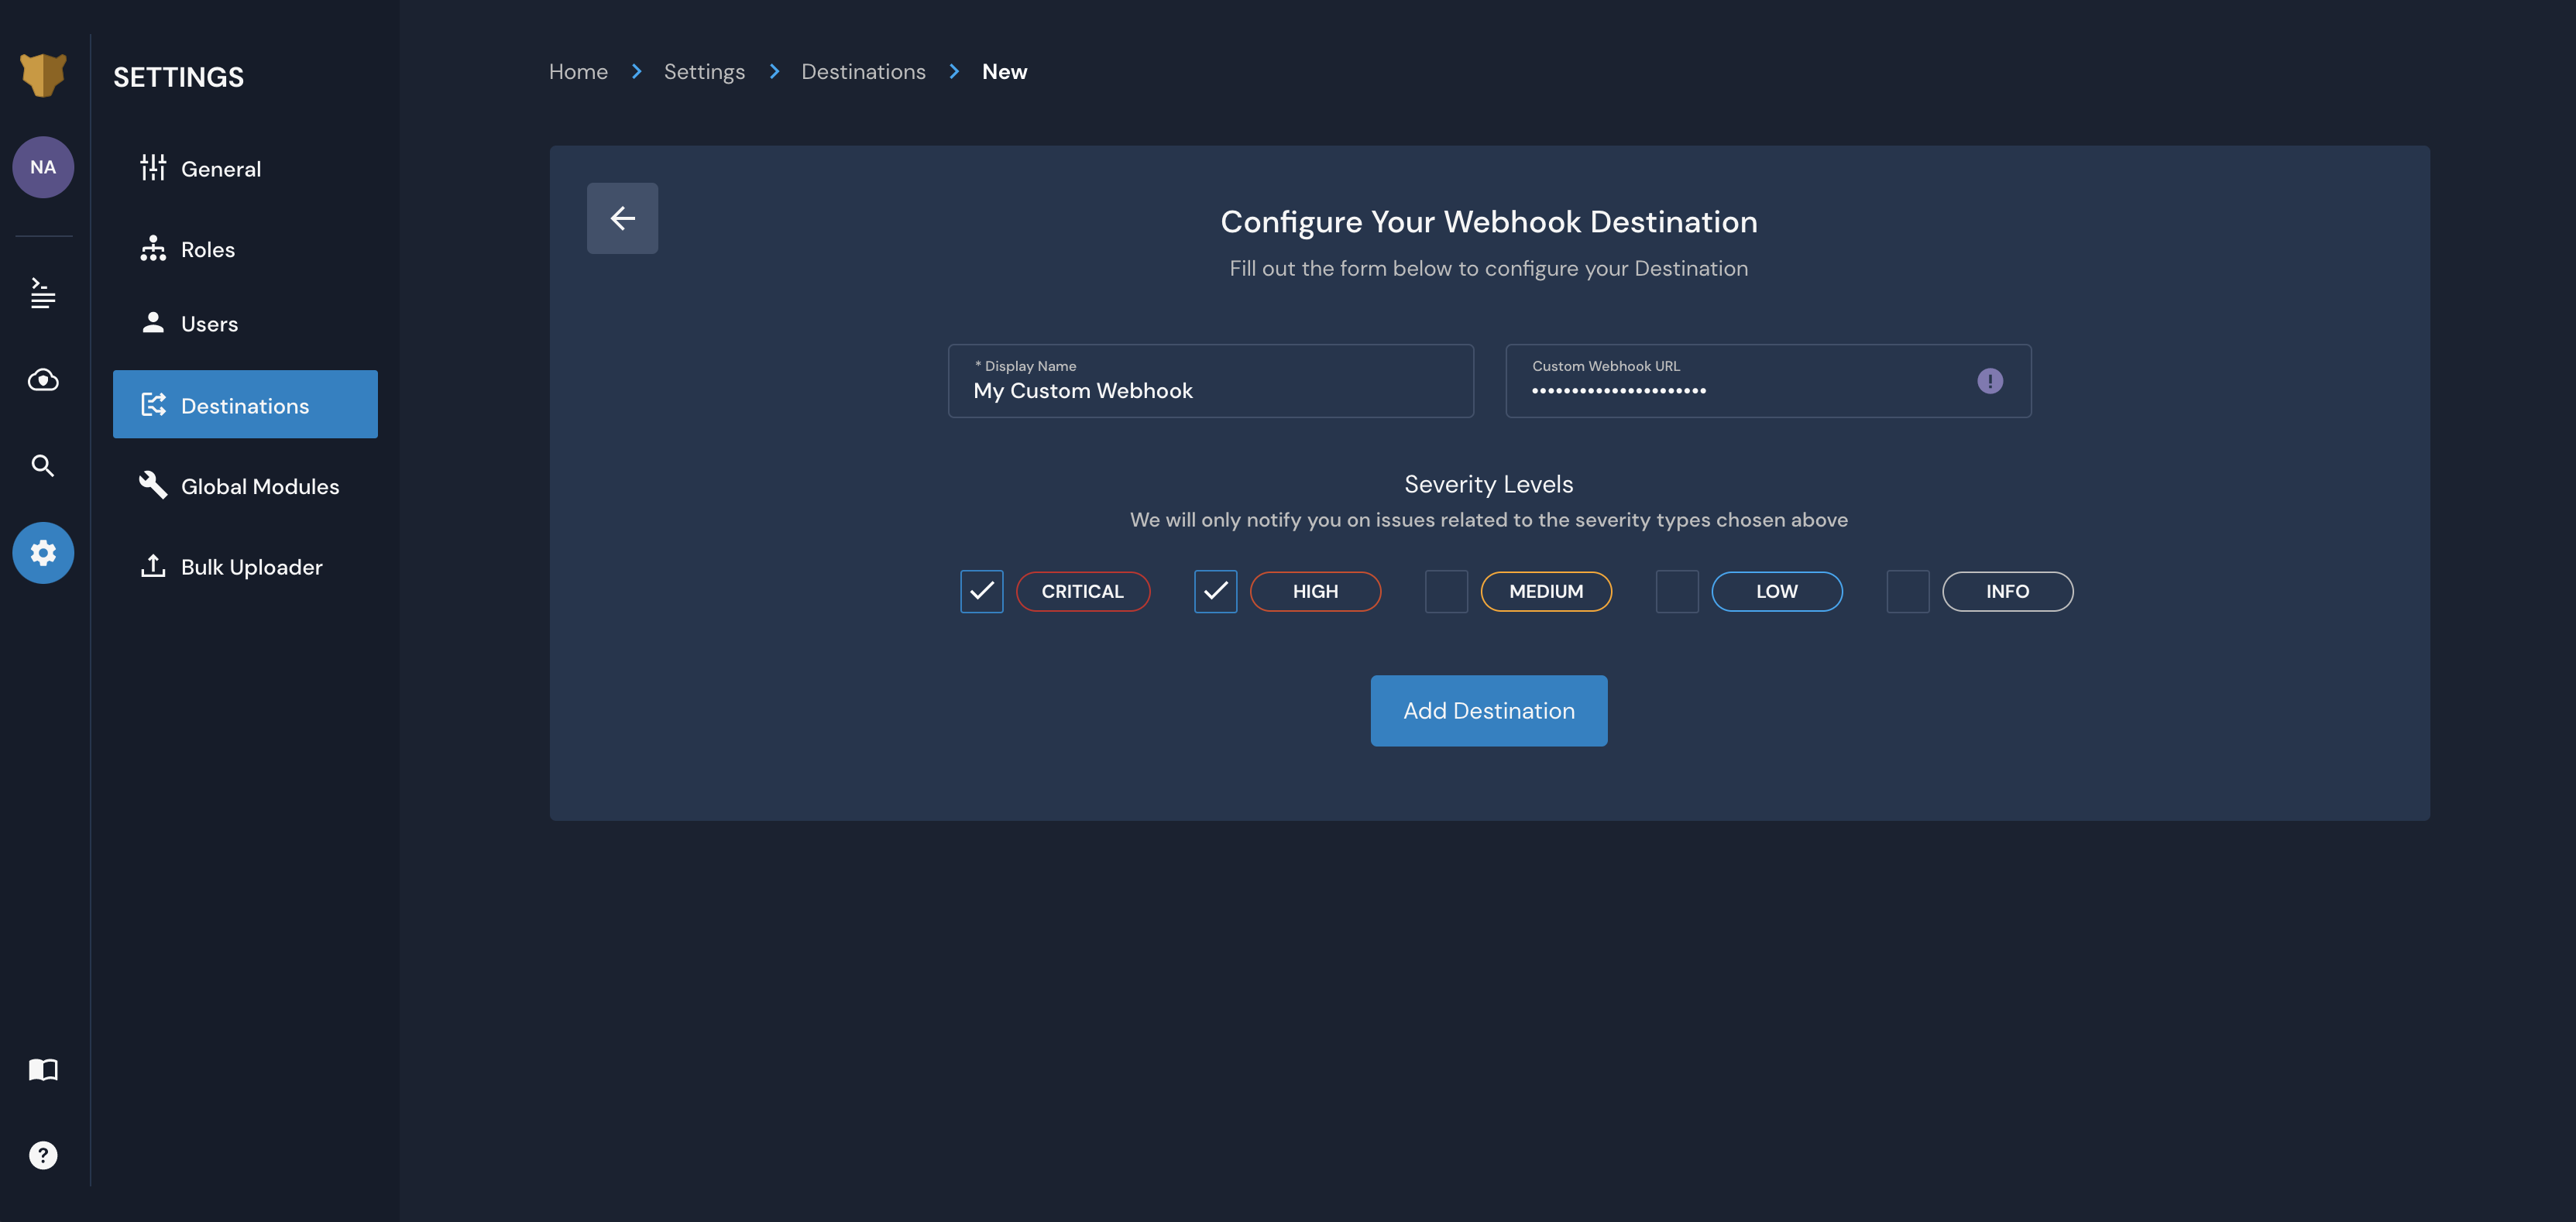 SETTINGS
NA
General
Roles
Users
Destinations
Global Modules
Bulk Uploader
?
Home > Settings > Destinations > New
Configure Your Webhook Destination
Fill out the form below to configure your Destination
* Display Name
My Custom Webhook
Custom Webhook URL
••••••••••••••••••••••
!
Severity Levels
We will only notify you on issues related to the severity types chosen above
CRITICAL HIGH MEDIUM LOW INFO
Add Destination